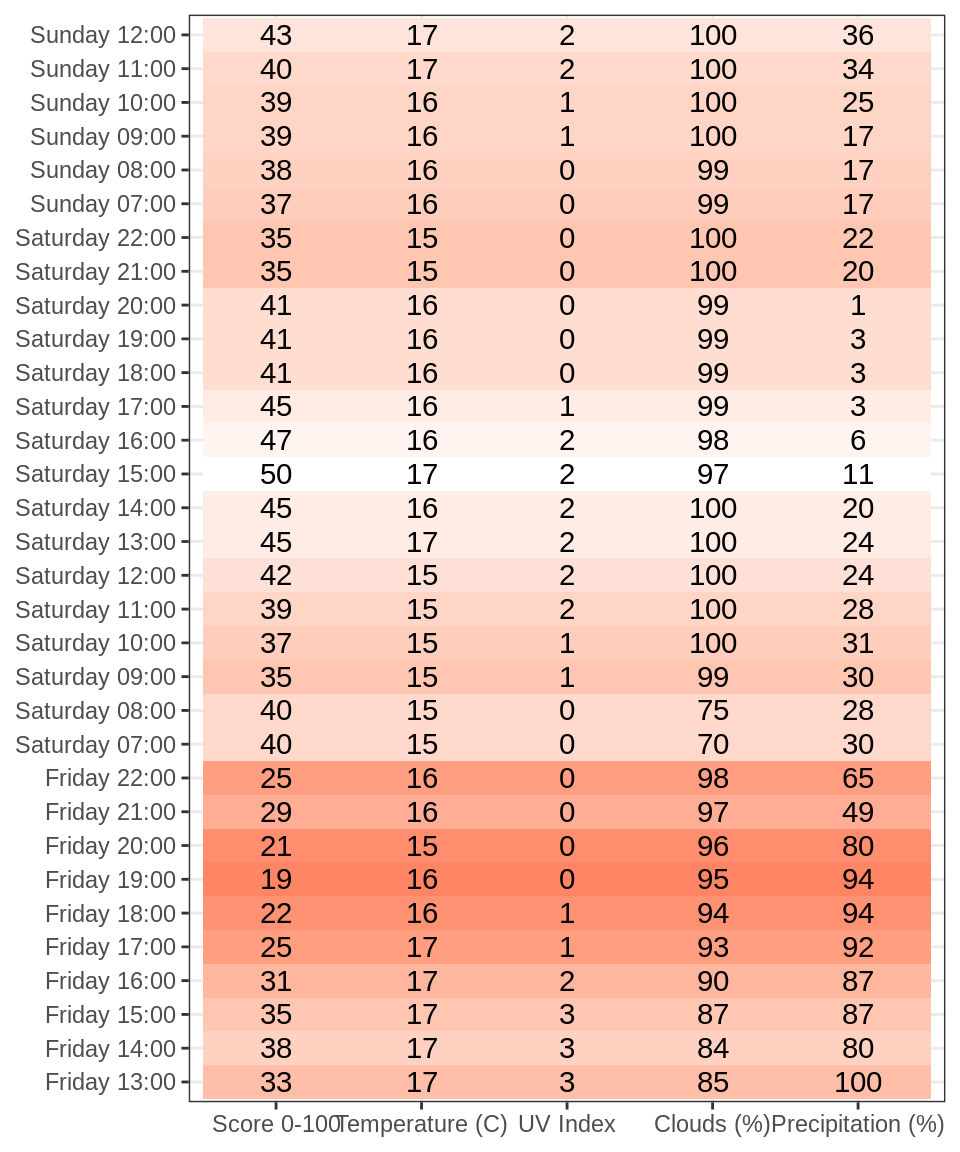 Sunday 12:00 43 17 2 100 36
Sunday 11:00 40 17 2 100 34
Sunday 10:00 39 16 1 100 25
Sunday 09:00 39 16 1 100 17
Sunday 08:00 38 16 0 99 17
Sunday 07:00 37 16 0 99 17
Saturday 22:00 35 15 0 100 22
Saturday 21:00 35 15 0 100 20
Saturday 20:00 41 16 0 99 1
Saturday 19:00 41 16 0 99 3
Saturday 18:00 41 16 0 99 3
Saturday 17:00 45 16 1 99 3
Saturday 16:00 47 16 2 98 6
Saturday 15:00 50 17 2 97 11
Saturday 14:00 45 16 2 100 20
Saturday 13:00 45 17 2 100 24
Saturday 12:00 42 15 2 100 24
Saturday 11:00 39 15 2 100 28
Saturday 10:00 37 15 1 100 31
Saturday 09:00 35 15 1 99 30
Saturday 08:00 40 15 0 75 28
Saturday 07:00 40 15 0 70 30
Friday 22:00 25 16 0 98 65
Friday 21:00 29 16 0 97 49
Friday 20:00 21 15 0 96 80
Friday 19:00 19 16 0 95 94
Friday 18:00 22 16 1 94 94
Friday 17:00 25 17 1 93 92
Friday 16:00 31 17 2 90 87
Friday 15:00 35 17 3 87 87
Friday 14:00 38 17 3 84 80
Friday 13:00 33 17 3 85 100
Score 0-100 Temperature (C) UV Index Clouds (%) Precipitation (%)